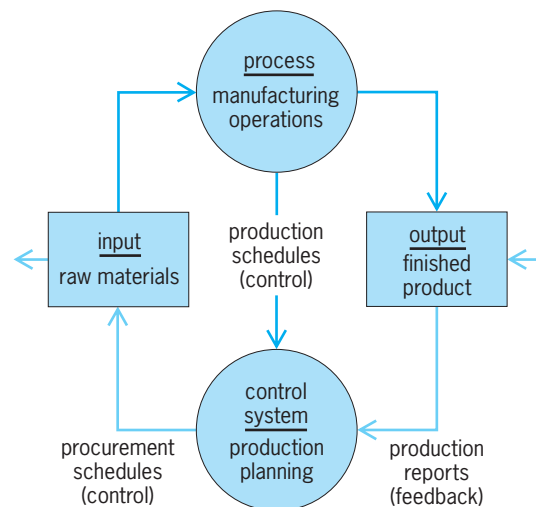 process
manufacturing
operations
input
raw materials
production
schedules
(control)
output
finished
product
control
system
production
planning
procurement
schedules
(control)
production
reports
(feedback)